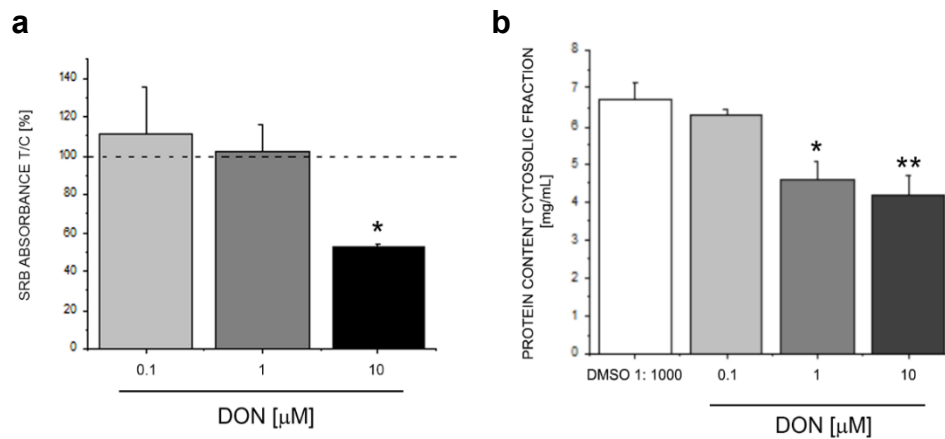 a
SRB ABSORBANCE T/C [%]
140
120
100
80
60
40
20
0
*
0.1 1 10
DON [µM]
b
PROTEIN CONTENT CYTOSOLIC FRACTION
[mg/mL]
8
7
6
5
4
3
2
1
0
* **
DMSO 1: 1000 0.1 1 10
DON [µM]